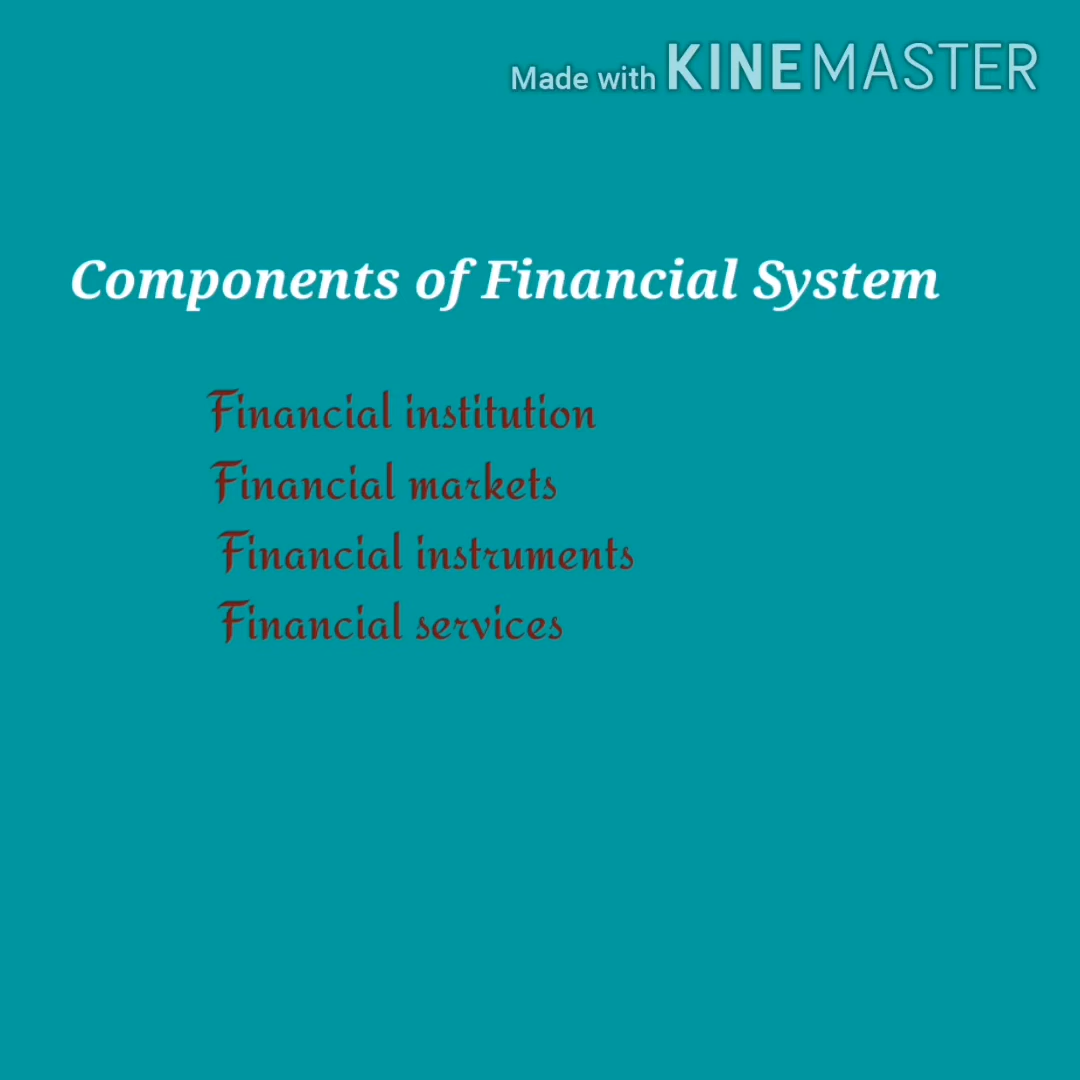 Made with KINEMASTER
Components of Financial System
Financial institution
Financial markets
Financial instruments
Financial services